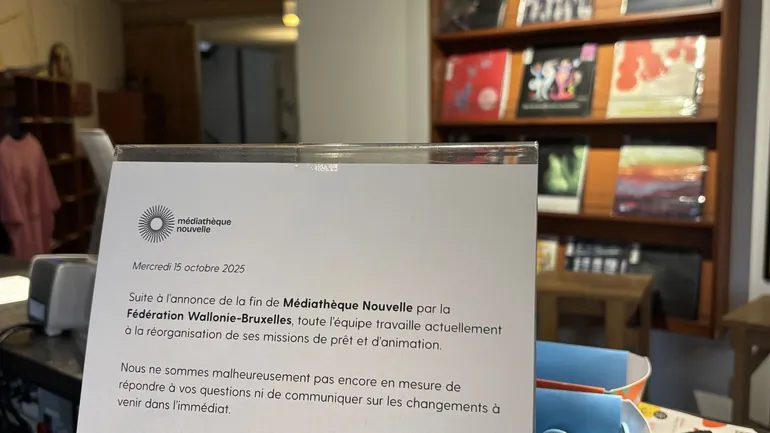 médiathèque
nouvelle
Mercredi 15 octobre 2025
Suite à l'annonce de la fin de Médiathèque Nouvelle par la
Fédération Wallonie-Bruxelles, toute l'équipe travaille actuellement
à la réorganisation de ses missions de prêt et d'animation.
Nous ne sommes malheureusement pas encore en mesure de
répondre à vos questions ni de communiquer sur les changements à
venir dans l'immédiat.